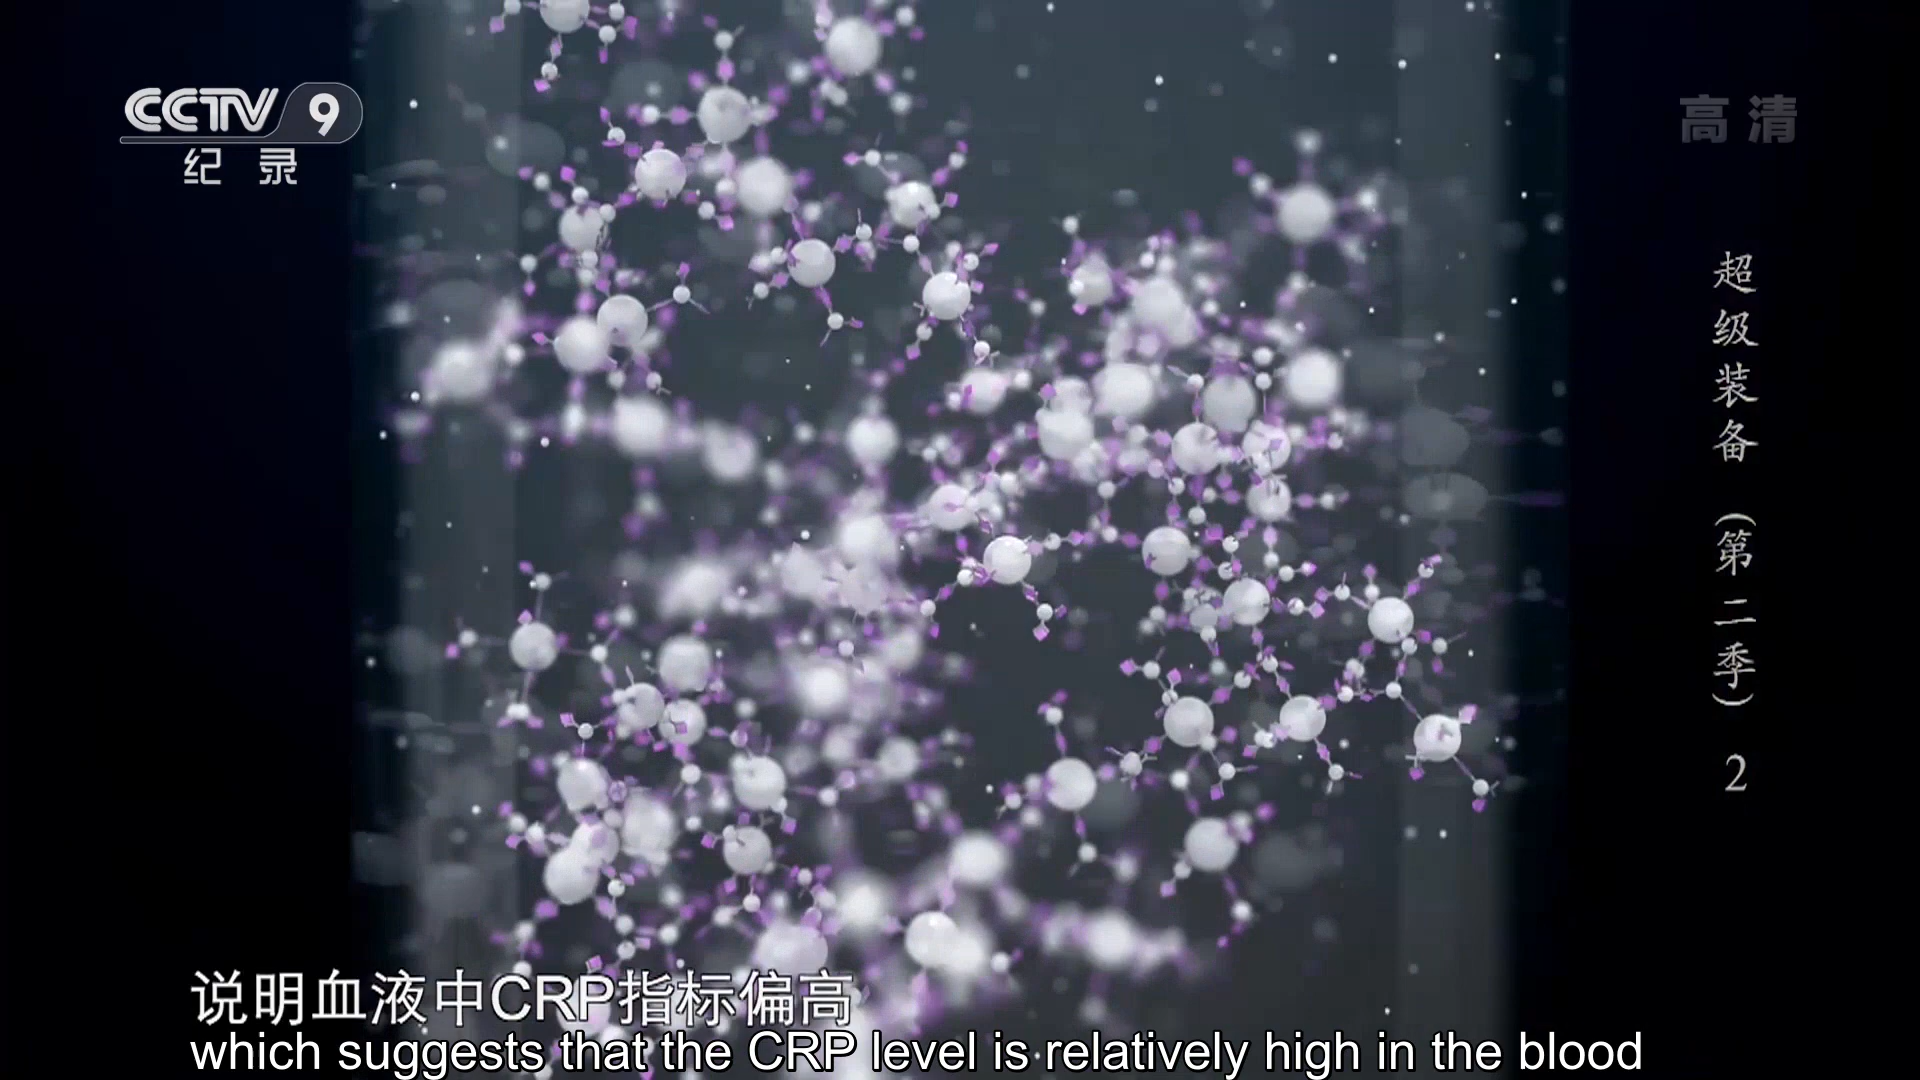 CCTV 9
纪录
高清
超级装备（第二季） 2
说明血液中CRP指标偏高
which suggests that the CRP level is relatively high in the blood